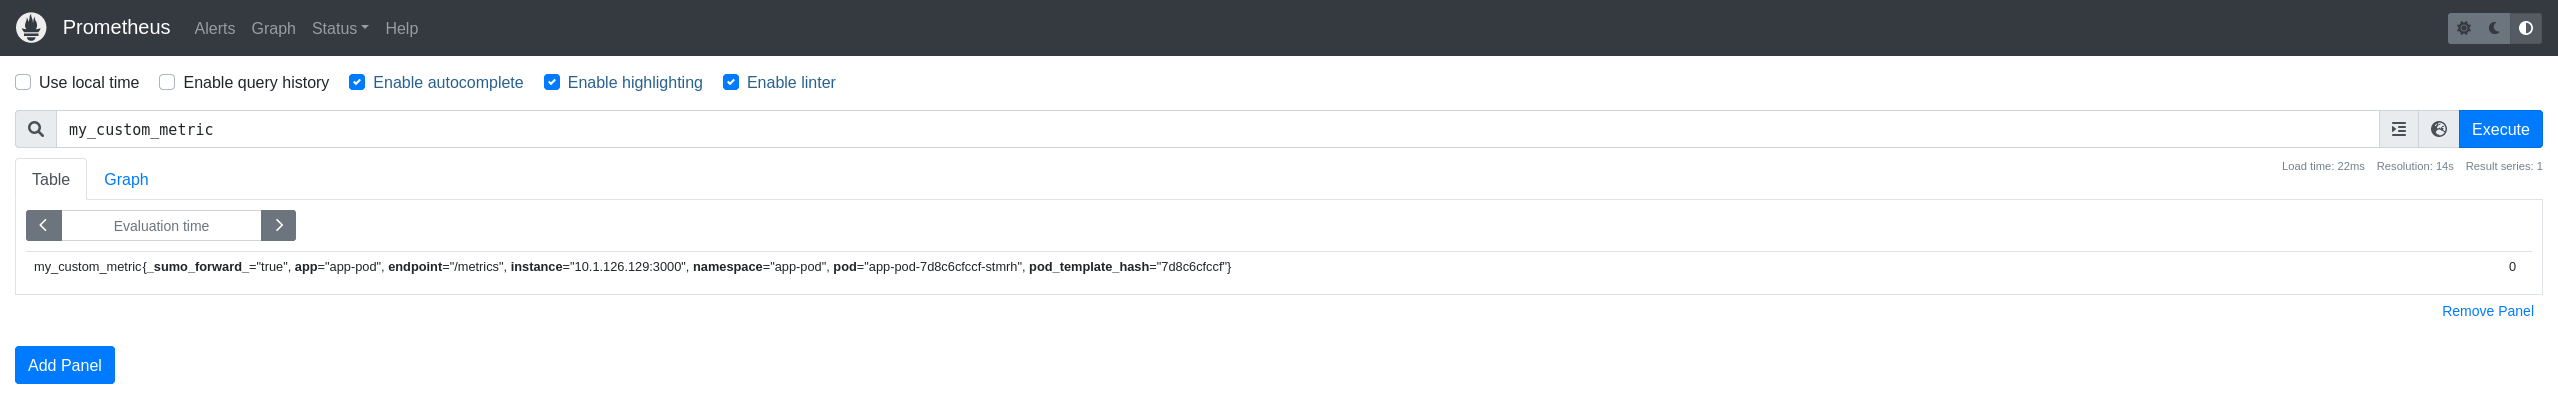 Prometheus Alerts Graph Status Help
Use local time Enable query history Enable autocomplete Enable highlighting Enable linter
my_custom_metric Execute
Table Graph Load time: 22ms Resolution: 14s Result series: 1
Evaluation time
my_custom_metric{_sumo_forward_="true", app="app-pod", endpoint="/metrics", instance="10.1.126.129:3000", namespace="app-pod", pod="app-pod-7d8c6cfccf-stmrh", pod_template_hash="7d8c6cfccf"} 0
Remove Panel
Add Panel